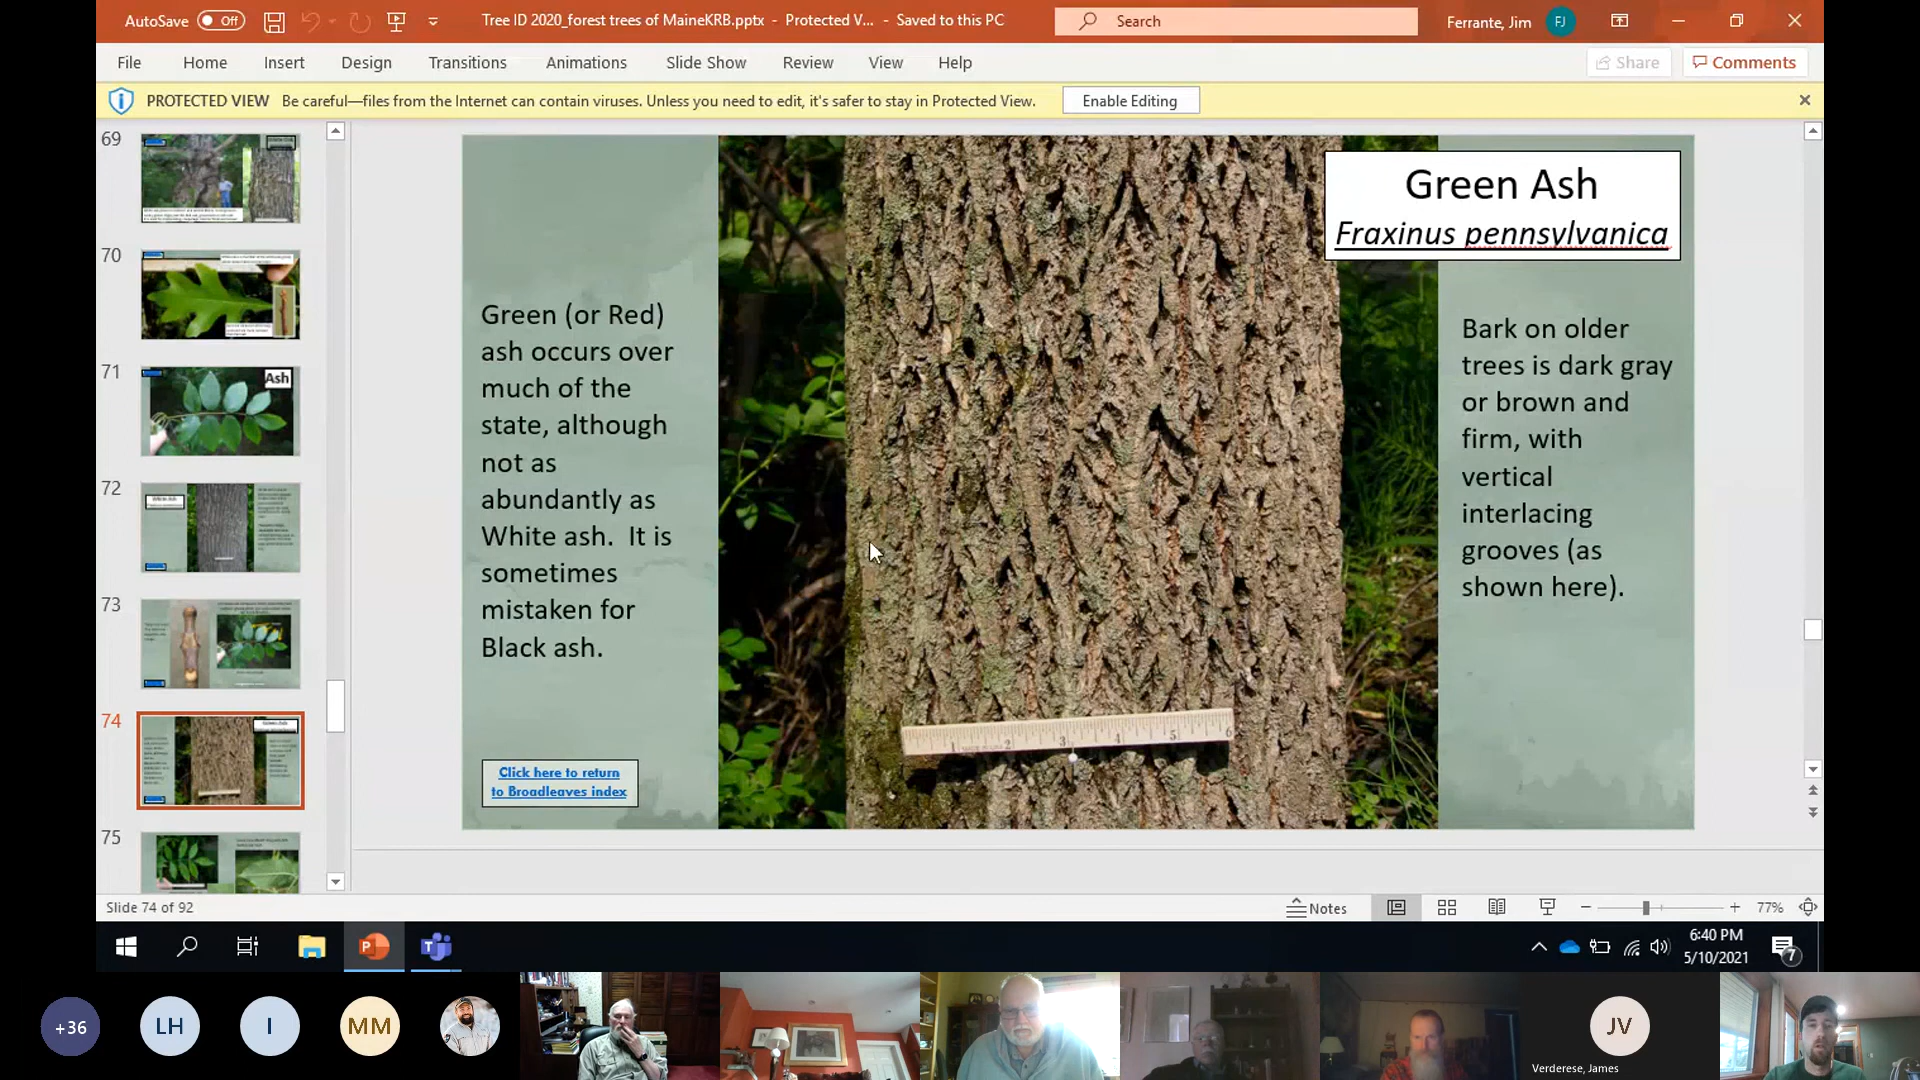 AutoSave Off Tree ID 2020_forest trees of MaineKRB.pptx - Protected V... - Saved to this PC Search Ferrante, Jim FJ
File Home Insert Design Transitions Animations Slide Show Review View Help Share Comments
PROTECTED VIEW Be careful—files from the Internet can contain viruses. Unless you need to edit, it's safer to stay in Protected View. Enable Editing
69
70
71
Ash
72
73
74
75
Green Ash
Fraxinus pennsylvanica
Green (or Red)
ash occurs over
much of the
state, although
not as
abundantly as
White ash. It is
sometimes
mistaken for
Black ash.
Bark on older
trees is dark gray
or brown and
firm, with
vertical
interlacing
grooves (as
shown here).
1 2 3 4 5 6
Click here to return
to Broadleaves index
Slide 74 of 92 Notes 77%
6:40 PM
5/10/2021
7
+36 LH I MM JV
Verderese, James